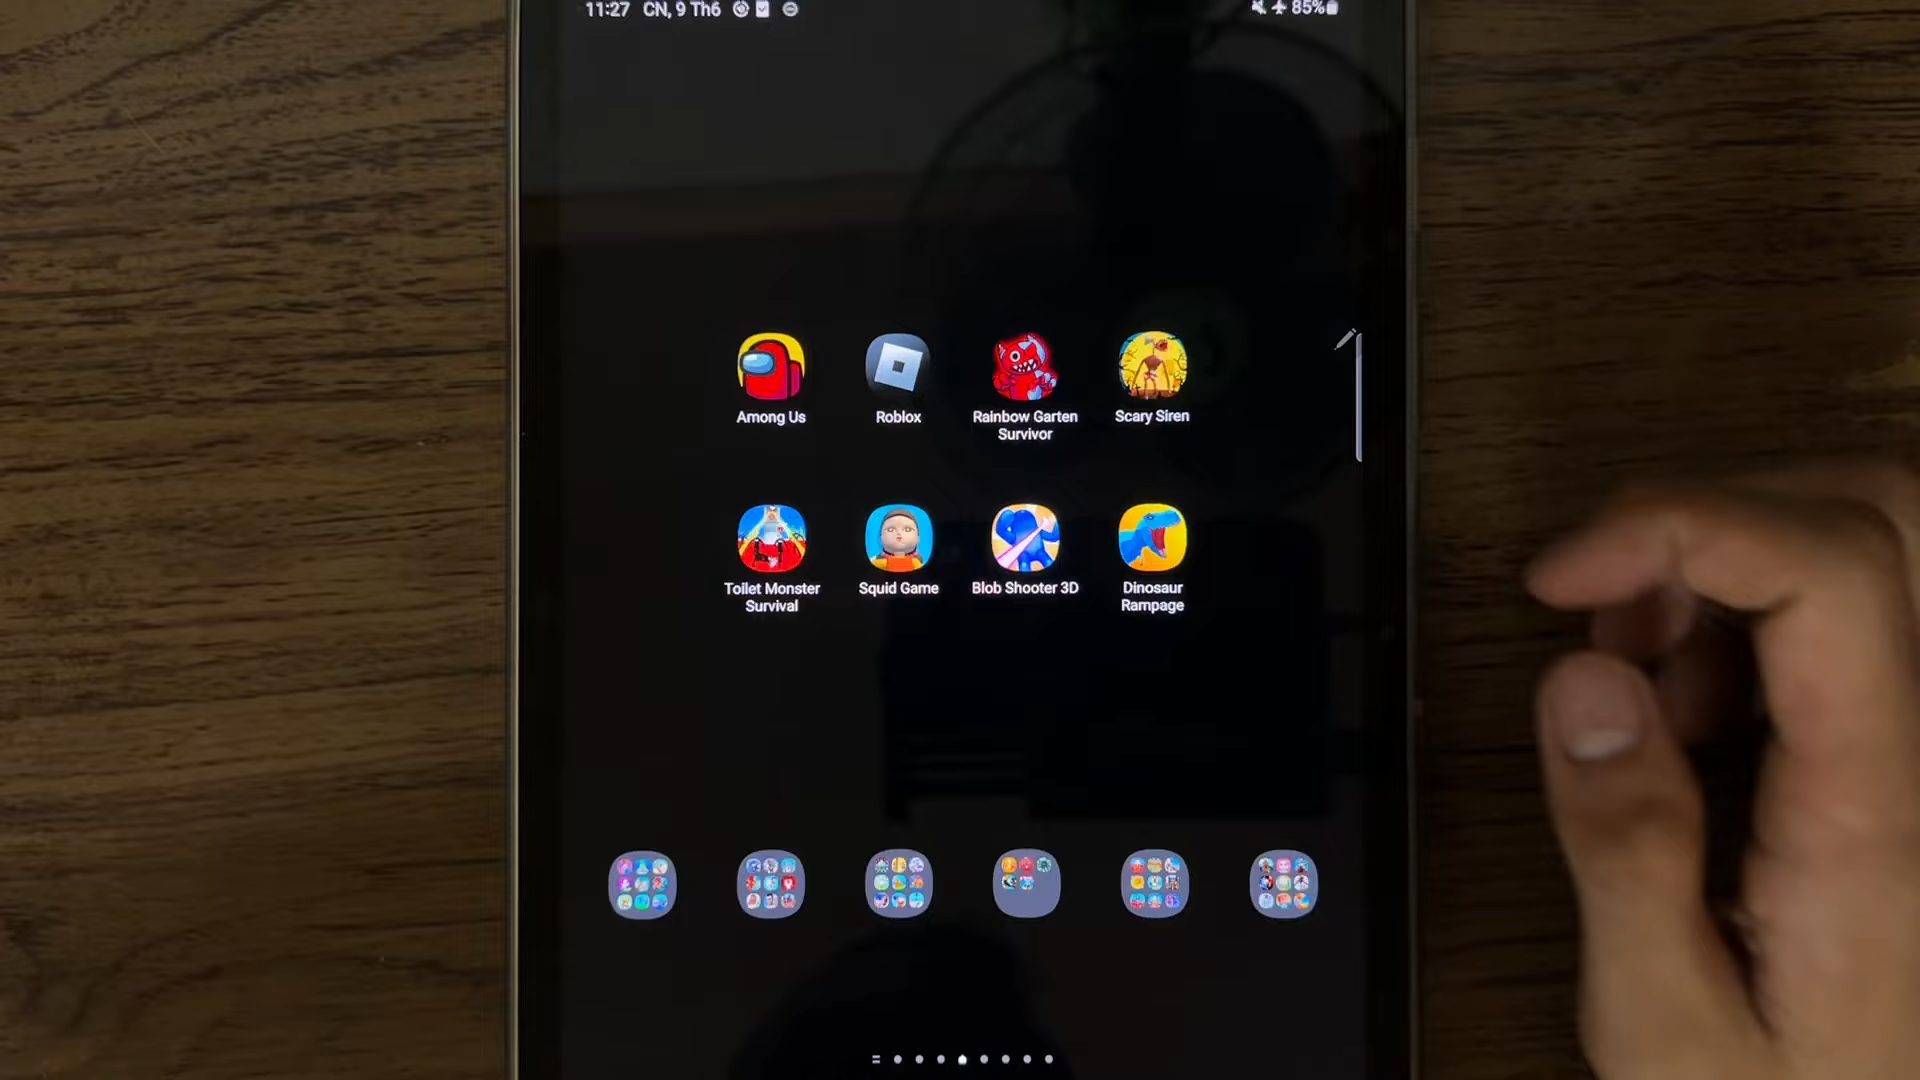 11:27 CN, 9 Th6
85%
Among Us
Roblox
Rainbow Garten
Survivor
Scary Siren
Toilet Monster
Survival
Squid Game
Blob Shooter 3D
Dinosaur
Rampage